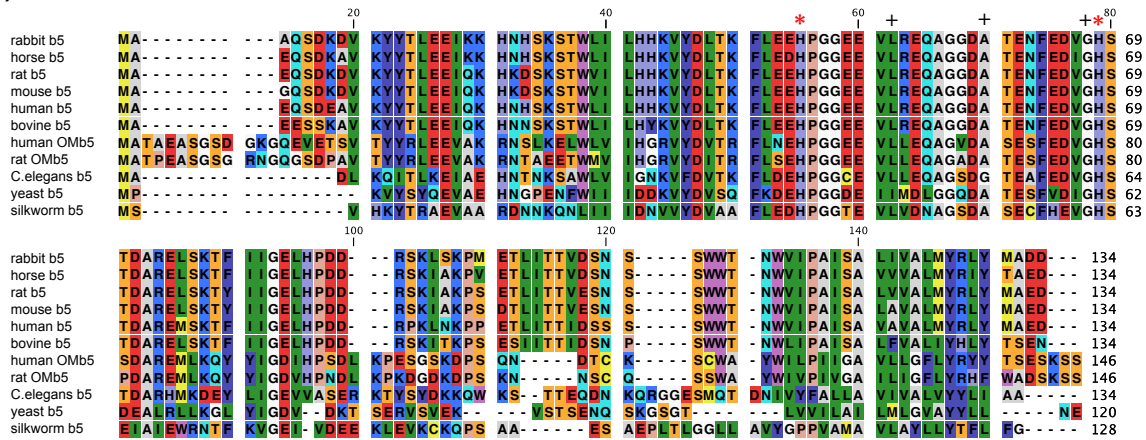 20 40 60 80
* + + + *
rabbit b5 MA-------- ---AQSDKDV KYYTLEEIKK HNHSKSTWLI LHHKVYDLTK FLEEHPGGEE VLREQAGGDA TENFEDVGHS 69
horse b5 MA-------- ---EQSDKAV KYYTLEEIKK HNHSKSTWLI LHHKVYDLTK FLEEHPGGEE VLREQAGGDA TENFEDVGHS 69
rat b5 MA-------- ---EQSDKDV KYYTLEEIQK HKDSKSTWVI LHHKVYDLTK FLEEHPGGEE VLREQAGGDA TENFEDVGHS 69
mouse b5 MA-------- ---GQSDKDV KYYTLEEIQK HKDSKSTWVI LHHKVYDLTK FLEEHPGGEE VLREQAGGDA TENFEDVGHS 69
human b5 MA-------- ---EQSDEAV KYYTLEEIQK HNHSKSTWLI LHHKVYDLTK FLEEHPGGEE VLREQAGGDA TENFEDVGHS 69
bovine b5 MA-------- ---EESSKAV KYYTLEEIQK HNNSKSTWLI LHYKVYDLTK FLEEHPGGEE VLREQAGGDA TENFEDVGHS 69
human OMb5 MATAEASGSD GKGQEVETSV TYYRLEEVAK RNSLKELWLV IHGRVYDVTR FLNEHPGGEE VLLEQAGVDA SESFEDVGHS 80
rat OMb5 MATPEASGSG RNGQGSDPAV TYYRLEEVAK RNTAEETWMV IHGRVYDITR FLSEHPGGEE VLLEQAGADA TESFEDVGHS 80
C.elegans b5 MA-------- --------DL KQITLKEIAE HNTNKSAWLV IGNKVFDVTK FLDEHPGGCE VLLEQAGSDG TEAFEDVGHS 64
yeast b5 MP-------- ---------- KVYSYQEVAE HNGPENFWII IDDKVYDVSQ FKDEHPGGDE IIMDLGGQDA TESFVDIGHS 62
silkworm b5 MS-------- ---------V HKYTRAEVAA RDNNKQNLII IDNVVYDVAA FLEDHPGGTE VLVDNAGSDA SECFHEVGHS 63
100 120 140
rabbit b5 TDARELSKTF IIGELHPDD- --RSKLSKPM ETLITTVDSN S-----SWWT -NWVIPAISA LIVALMYRLY MADD--- 134
horse b5 TDARELSKTF IIGELHPDD- --RSKIAKPV ETLITTVDSN S-----SWWT -NWVIPAISA VVVALMYRIY TAED--- 134
rat b5 TDARELSKTY IIGELHPDD- --RSKIAKPS ETLITTVESN S-----SWWT -NWVIPAISA LVVALMYRLY MAED--- 134
mouse b5 TDARELSKTY IIGELHPDD- --RSKIAKPS DTLITTVESN S-----SWWT -NWVIPAISA LAVALMYRLY MAED--- 134
human b5 TDAREMSKTF IIGELHPDD- --RPKLNKPP ETLITTIDSS S-----SWWT -NWVIPAISA VAVALMYRLY MAED--- 134
bovine b5 TDARELSKTF IIGELHPDD- --RSKITKPS ESIITTIDSN P-----SWWT -NWLIPAISA LFVALIYHLY TSEN--- 134
human OMb5 SDAREMLKQY YIGDIHPSDL KPESGSKDPS QN-----DTC K-----SCWA -YWILPIIGA VLLGFLYRYY TSESKSS 146
rat OMb5 PDAREMLKQY YIGDVHPNDL KPKDGDKDPS KN-----NSC Q-----SSWA -YWIVPIVGA ILIGFLYRHF WADSKSS 146
C.elegans b5 TDARHMKDEY LIGEVVASER KTYSYDKKQW KS--TTEQDN KQRGGESMQT DNIVYFALLA VIVALVYYLI AA----- 134
yeast b5 DEALRLLKGL YIGDV--DKT SERVSVEK-- ---VSTSENQ SKGSGT---- ---LVVILAI LMLGVAYYLL -----NE 120
silkworm b5 EIAIEWRNTF KVGEI-VDEE KLEVKCKQPS AA------ES AEPLTLTGLL AVYGPPVAMA VLAYLLYTFL FG----- 128